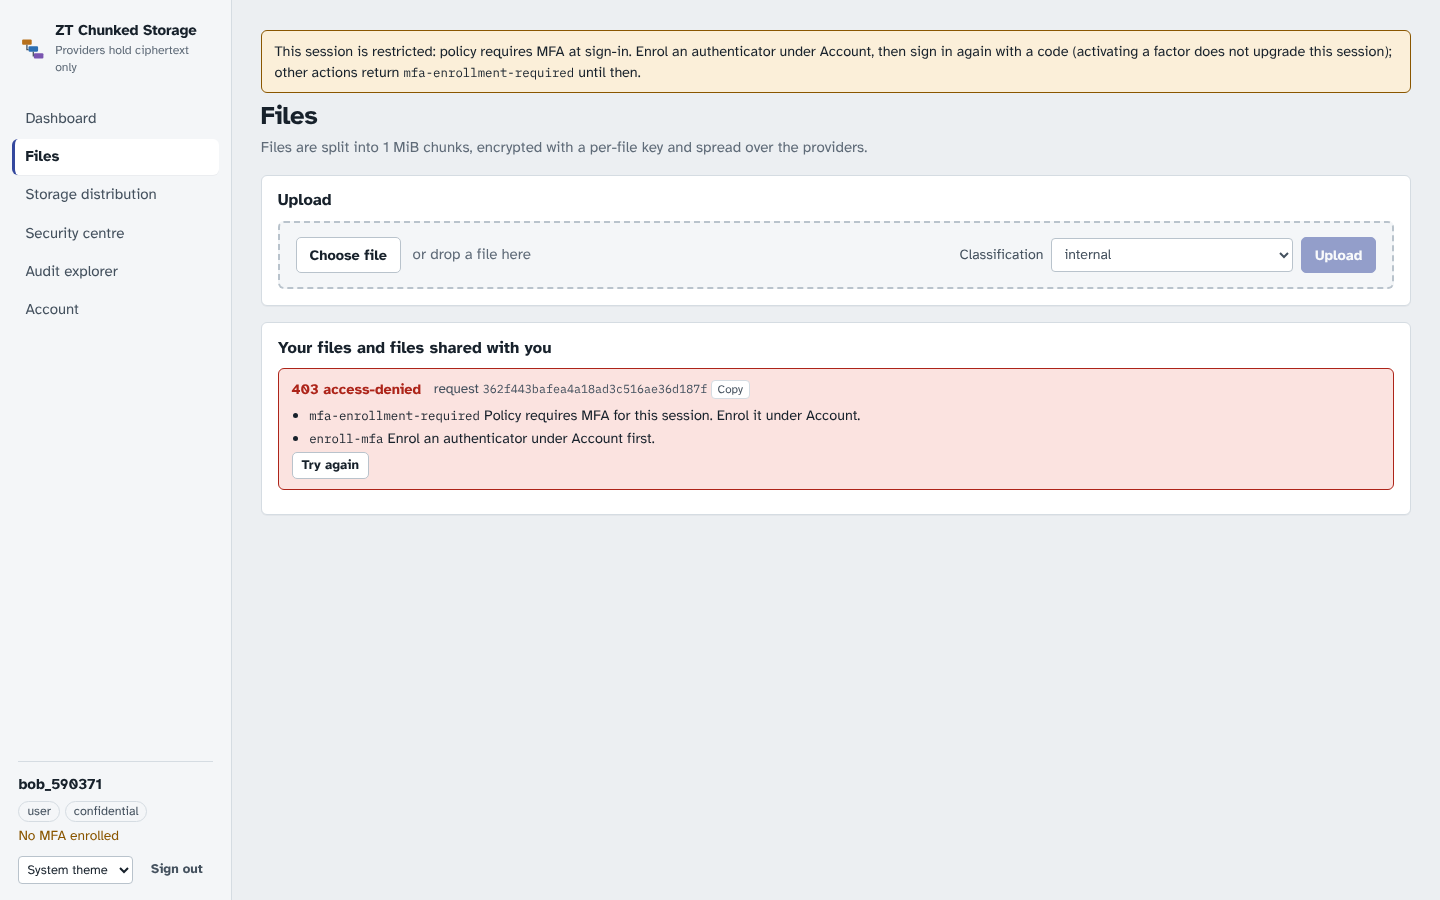 ZT Chunked Storage
Providers hold ciphertext
only
Dashboard
Files
Storage distribution
Security centre
Audit explorer
Account
bob_590371
user confidential
No MFA enrolled
System theme Sign out
This session is restricted: policy requires MFA at sign-in. Enrol an authenticator under Account, then sign in again with a code (activating a factor does not upgrade this session);
other actions return mfa-enrollment-required until then.
Files
Files are split into 1 MiB chunks, encrypted with a per-file key and spread over the providers.
Upload
Choose file or drop a file here Classification internal Upload
Your files and files shared with you
403 access-denied request 362f443bafea4a18ad3c516ae36d187f Copy
mfa-enrollment-required Policy requires MFA for this session. Enrol it under Account.
enroll-mfa Enrol an authenticator under Account first.
Try again